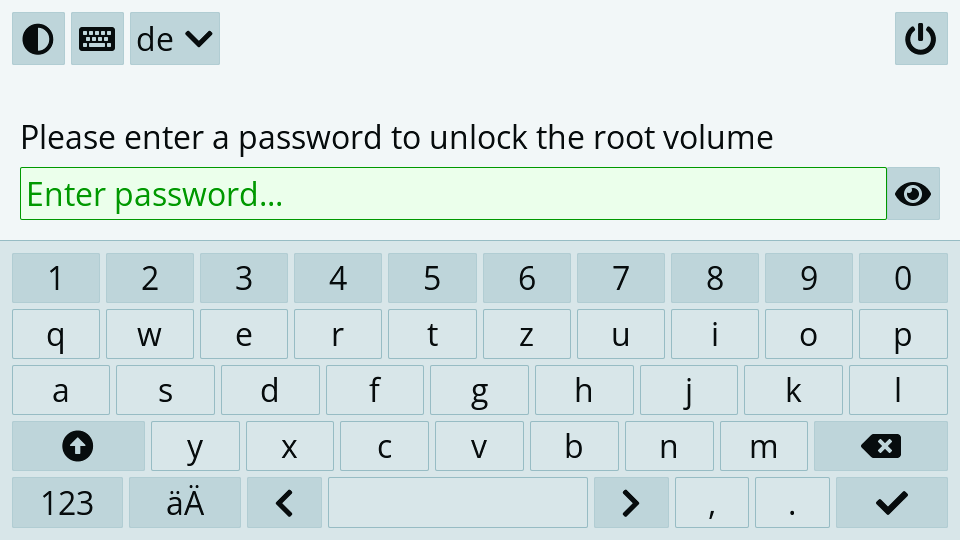 de
Please enter a password to unlock the root volume
Enter password...
1 2 3 4 5 6 7 8 9 0
q w e r t z u i o p
a s d f g h j k l
y x c v b n m
123 äÄ , .